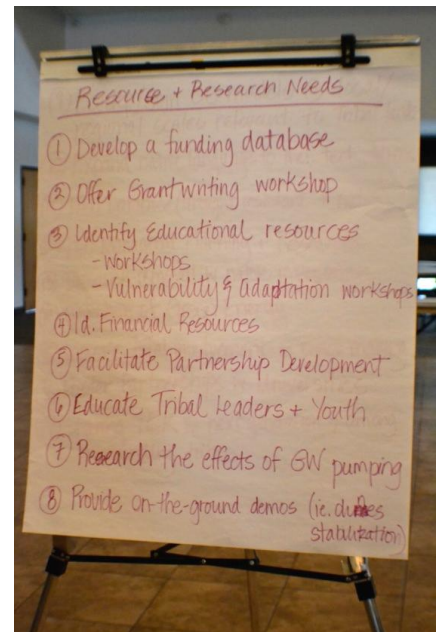 Resource + Research Needs
① Develop a funding database
② Offer Grantwriting workshop
③ Identify Educational resources
- Workshops
- Vulnerability & adaptation workshops
④ Id. Financial Resources
⑤ Facilitate Partnership Development
⑥ Educate Tribal Leaders + Youth
⑦ Research the effects of GW pumping
⑧ Provide on-the-ground demos (ie. dunes
stabilization)